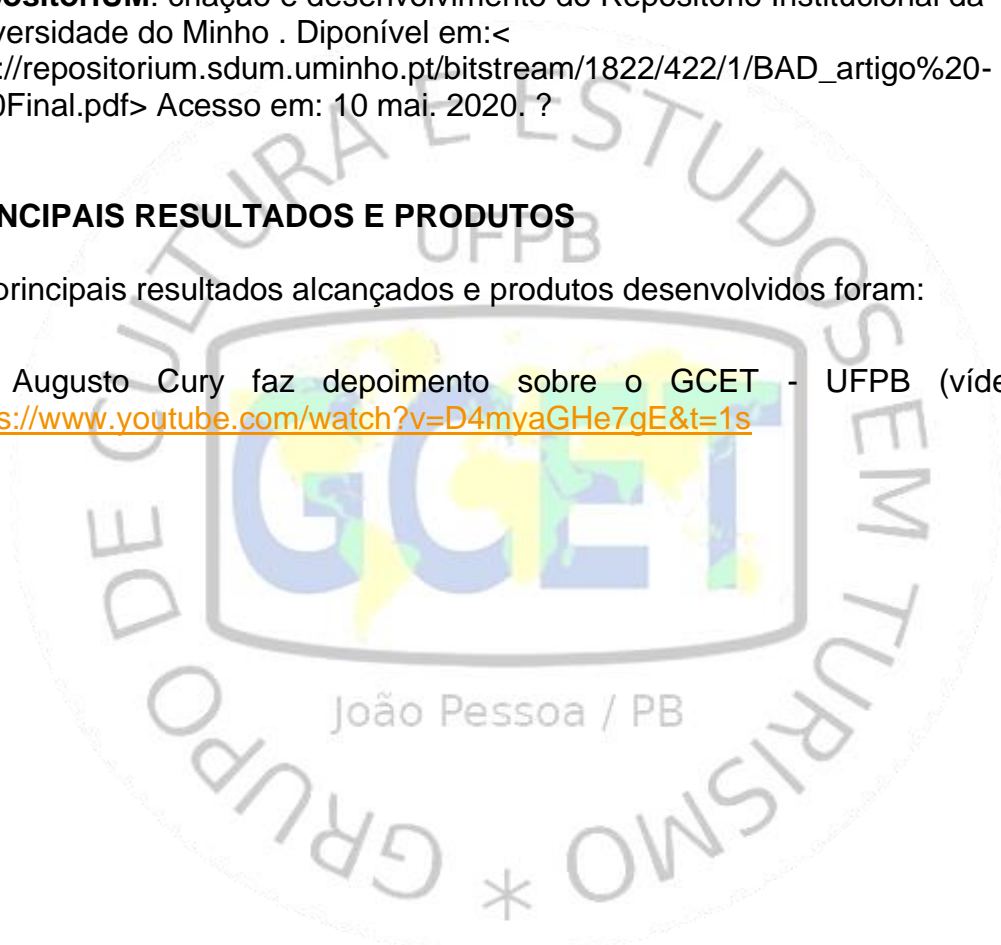 ositoriUM: criação e desenvolvimento do Repositório Institucional da
versidade do Minho . Diponível em:<
://repositorium.sdum.uminho.pt/bitstream/1822/422/1/BAD_artigo%20-
0Final.pdf> Acesso em: 10 mai. 2020. ?
NCIPAIS RESULTADOS E PRODUTOS
principais resultados alcançados e produtos desenvolvidos foram:
Augusto Cury faz depoimento sobre o GCET - UFPB (víde
s://www.youtube.com/watch?v=D4myaGHe7gE&t=1s
GRUPO DE CULTURA E ESTUDOS EM TURISMO *
UFPB
GCET
João Pessoa / PB